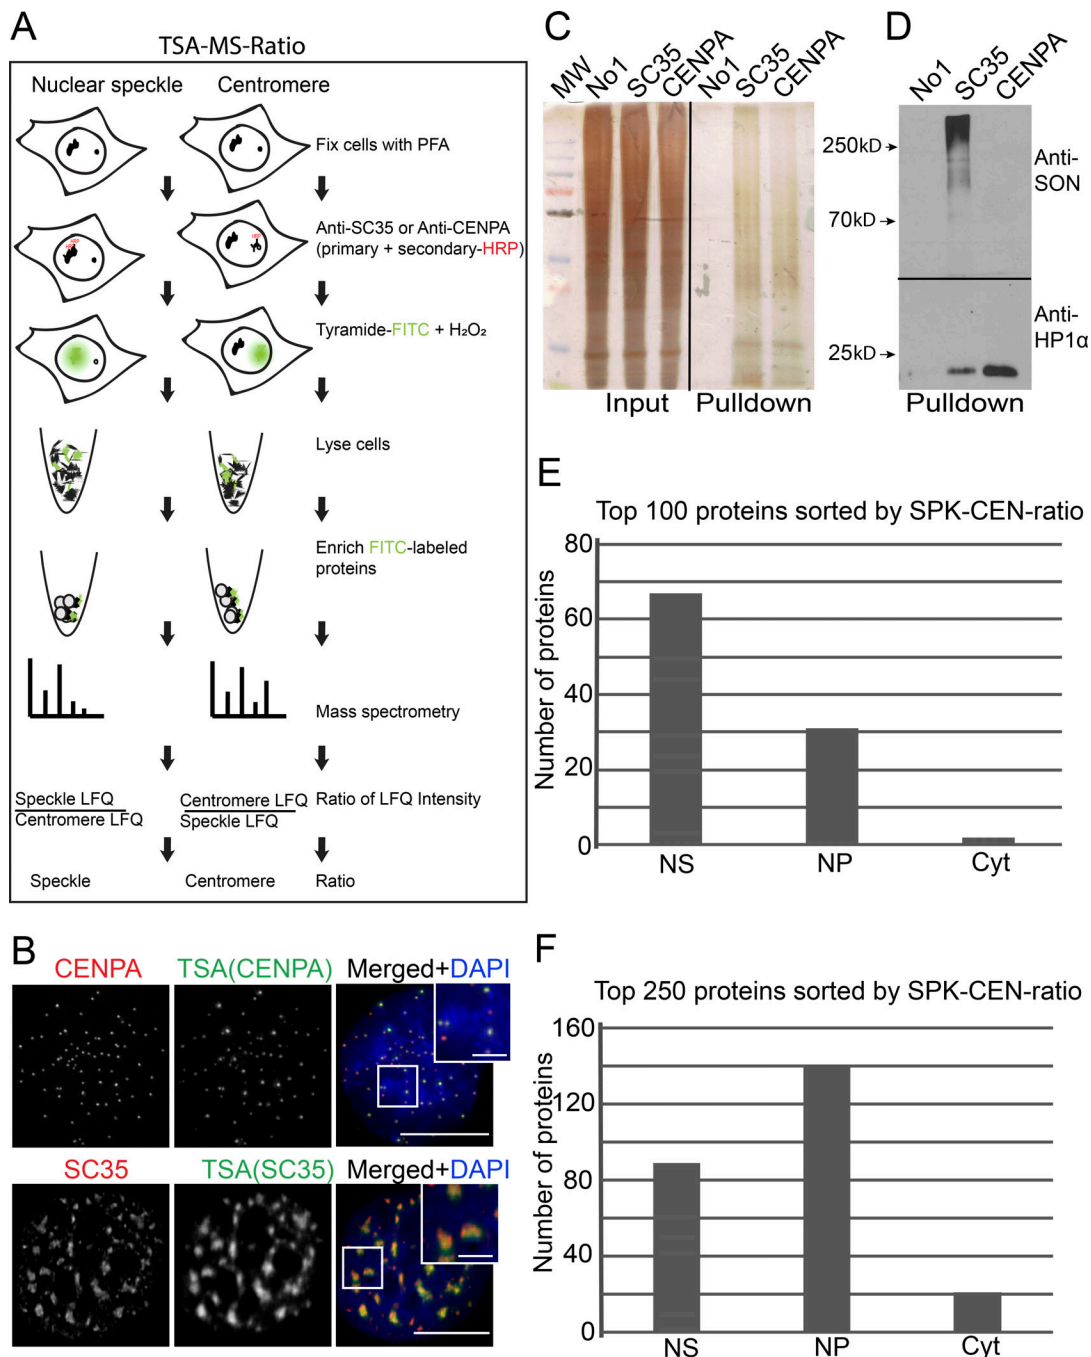 A
TSA-MS-Ratio
Nuclear speckle
Centromere
Fix cells with PFA
Anti-SC35 or Anti-CENPA
(primary + secondary-HRP)
HRP
HRP
HRP
Tyramide-FITC + H₂O₂
Lyse cells
Enrich FITC-labeled
proteins
Mass spectrometry
Speckle LFQ
Centromere LFQ
Centromere LFQ
Speckle LFQ
Ratio of LFQ Intensity
Speckle
Centromere
Ratio
B
CENPA
TSA(CENPA)
Merged+DAPI
SC35
TSA(SC35)
Merged+DAPI
C
MW
No1
SC35
CENPA
No1
SC35
CENPA
Input
Pulldown
D
No1
SC35
CENPA
250kD
70kD
25kD
Anti-
SON
Anti-
HP1α
Pulldown
E
Top 100 proteins sorted by SPK-CEN-ratio
Number of proteins
80
60
40
20
0
NS
NP
Cyt
F
Top 250 proteins sorted by SPK-CEN-ratio
Number of proteins
160
120
80
40
0
NS
NP
Cyt